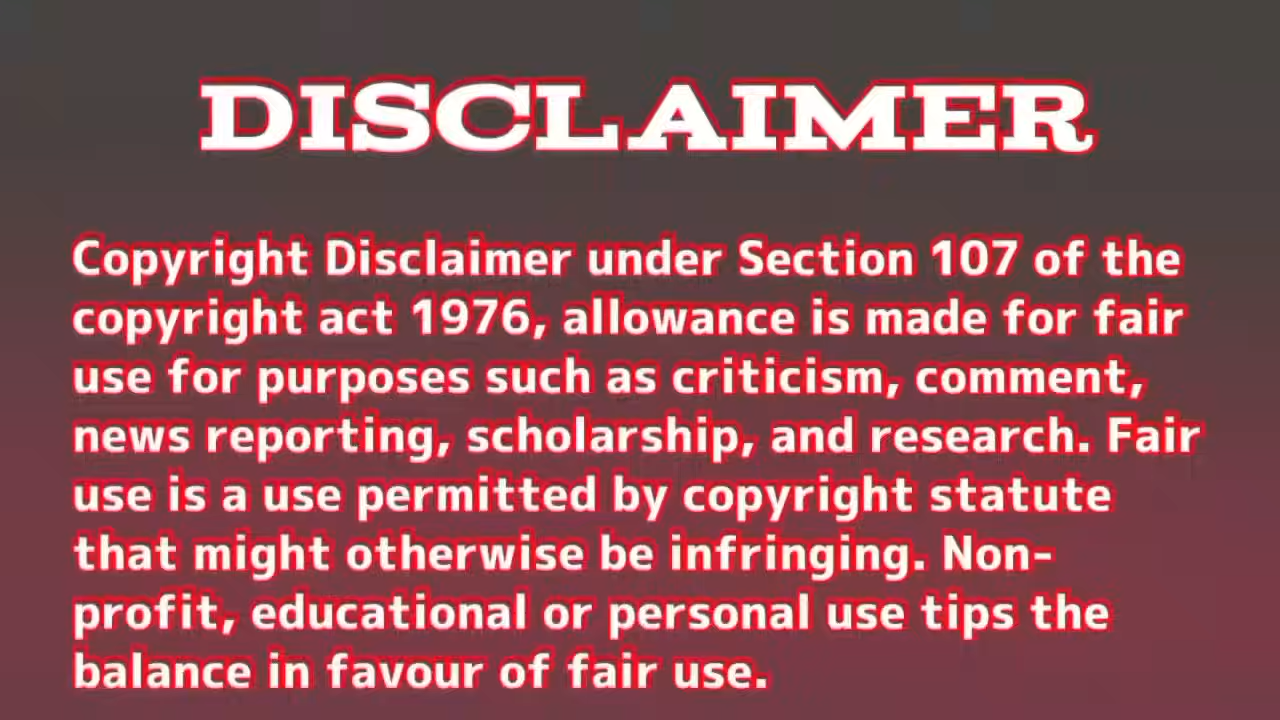 DISCLAIMER
Copyright Disclaimer under Section 107 of the
copyright act 1976, allowance is made for fair
use for purposes such as criticism, comment,
news reporting, scholarship, and research. Fair
use is a use permitted by copyright statute
that might otherwise be infringing. Non-
profit, educational or personal use tips the
balance in favour of fair use.